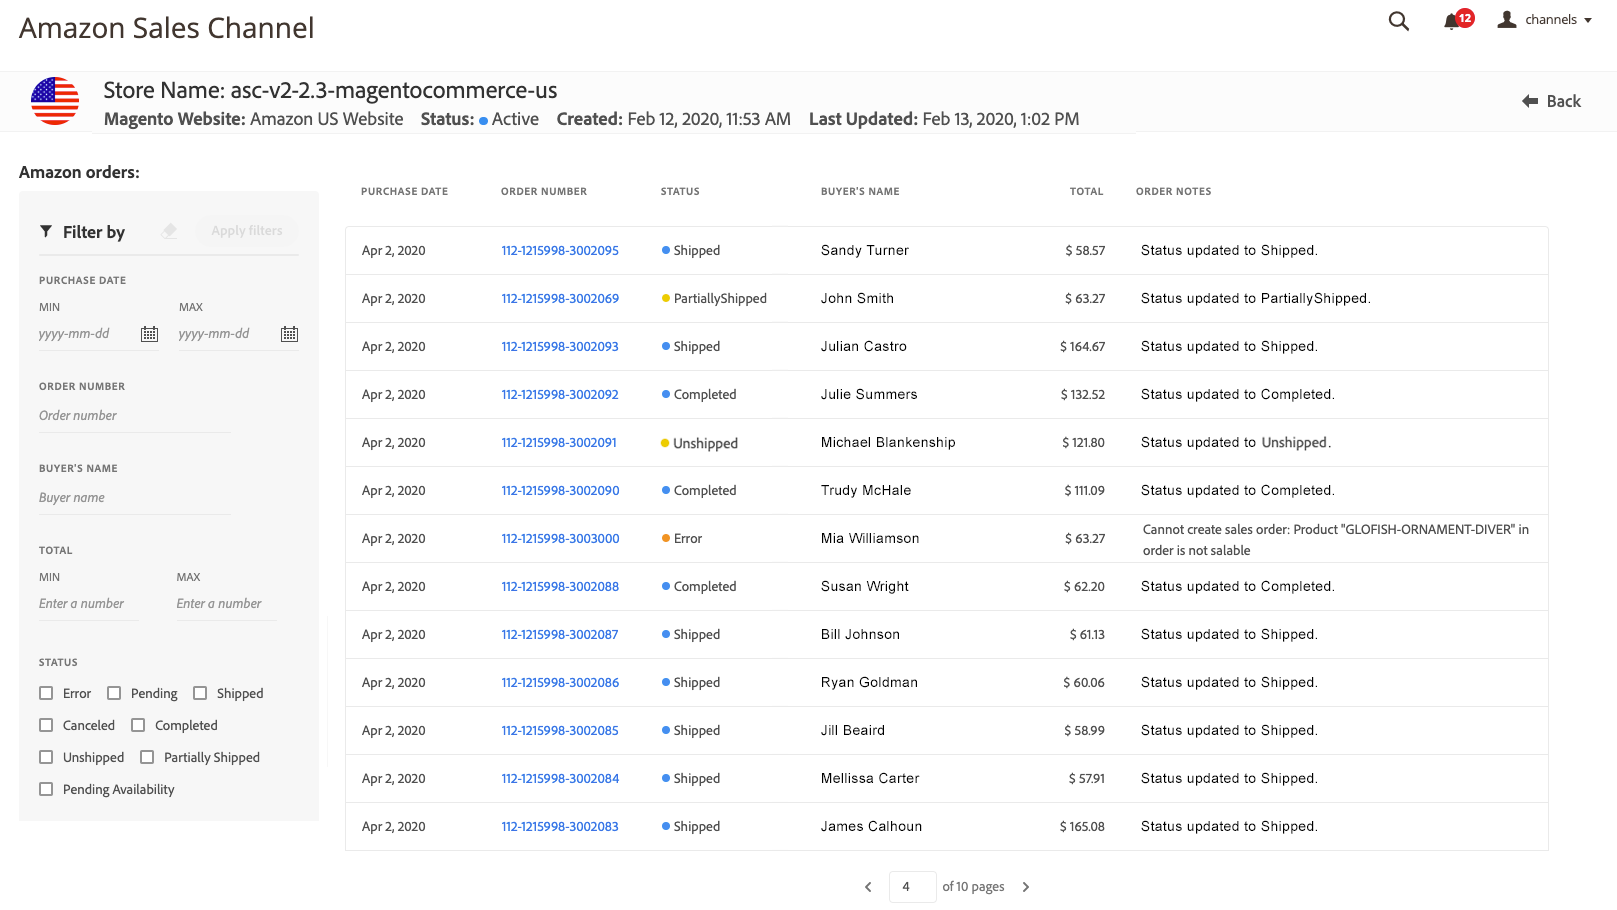 Amazon Sales Channel
12
channels
Store Name: asc-v2-2.3-magentocommerce-us
Magento Website: Amazon US Website Status: Active Created: Feb 12, 2020, 11:53 AM Last Updated: Feb 13, 2020, 1:02 PM
Back
Amazon orders:
Filter by
Apply filters
PURCHASE DATE
MIN MAX
yyyy-mm-dd yyyy-mm-dd
ORDER NUMBER
Order number
BUYER'S NAME
Buyer name
TOTAL
MIN MAX
Enter a number Enter a number
STATUS
Error Pending Shipped
Canceled Completed
Unshipped Partially Shipped
Pending Availability
PURCHASE DATE ORDER NUMBER STATUS BUYER'S NAME TOTAL ORDER NOTES
Apr 2, 2020 112-1215998-3002095 Shipped Sandy Turner $ 58.57 Status updated to Shipped.
Apr 2, 2020 112-1215998-3002069 PartiallyShipped John Smith $ 63.27 Status updated to PartiallyShipped.
Apr 2, 2020 112-1215998-3002093 Shipped Julian Castro $ 164.67 Status updated to Shipped.
Apr 2, 2020 112-1215998-3002092 Completed Julie Summers $ 132.52 Status updated to Completed.
Apr 2, 2020 112-1215998-3002091 Unshipped Michael Blankenship $ 121.80 Status updated to Unshipped.
Apr 2, 2020 112-1215998-3002090 Completed Trudy McHale $ 111.09 Status updated to Completed.
Apr 2, 2020 112-1215998-3003000 Error Mia Williamson $ 63.27 Cannot create sales order: Product "GLOFISH-ORNAMENT-DIVER" in
order is not salable
Apr 2, 2020 112-1215998-3002088 Completed Susan Wright $ 62.20 Status updated to Completed.
Apr 2, 2020 112-1215998-3002087 Shipped Bill Johnson $ 61.13 Status updated to Shipped.
Apr 2, 2020 112-1215998-3002086 Shipped Ryan Goldman $ 60.06 Status updated to Shipped.
Apr 2, 2020 112-1215998-3002085 Shipped Jill Beaird $ 58.99 Status updated to Shipped.
Apr 2, 2020 112-1215998-3002084 Shipped Mellissa Carter $ 57.91 Status updated to Shipped.
Apr 2, 2020 112-1215998-3002083 Shipped James Calhoun $ 165.08 Status updated to Shipped.
4 of 10 pages